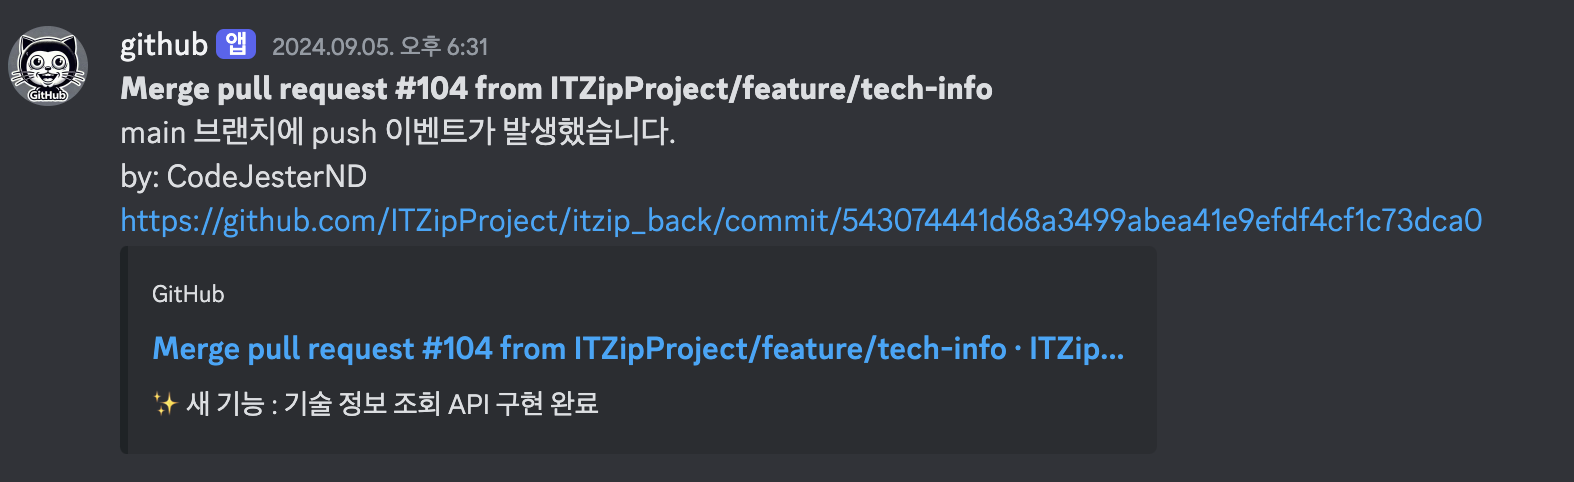 github 앱 2024.09.05. 오후 6:31
Merge pull request #104 from ITZipProject/feature/tech-info
main 브랜치에 push 이벤트가 발생했습니다.
by: CodeJesterND
https://github.com/ITZipProject/itzip_back/commit/543074441d68a3499abea41e9efdf4cf1c73dca0
GitHub
GitHub
Merge pull request #104 from ITZipProject/feature/tech-info · ITZip...
✨ 새 기능 : 기술 정보 조회 API 구현 완료